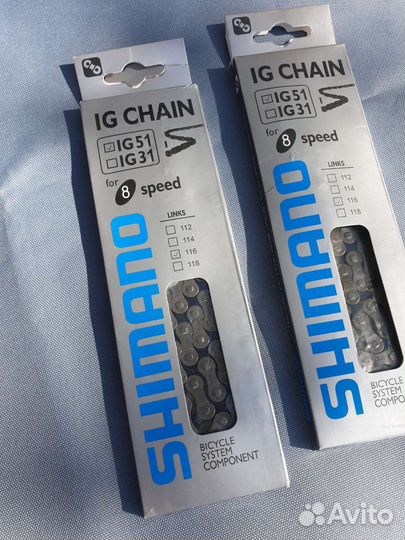 IG CHAIN
IG51
IG31
for 8 speed
LINKS
112
114
116
118
SHIMANO
BICYCLE
SYSTEM
COMPONENT
IG CHAIN
IG51
IG31
for 8 speed
LINKS
112
114
116
118
SHIMANO
BICYCLE
SYSTEM
COMPO
Avito